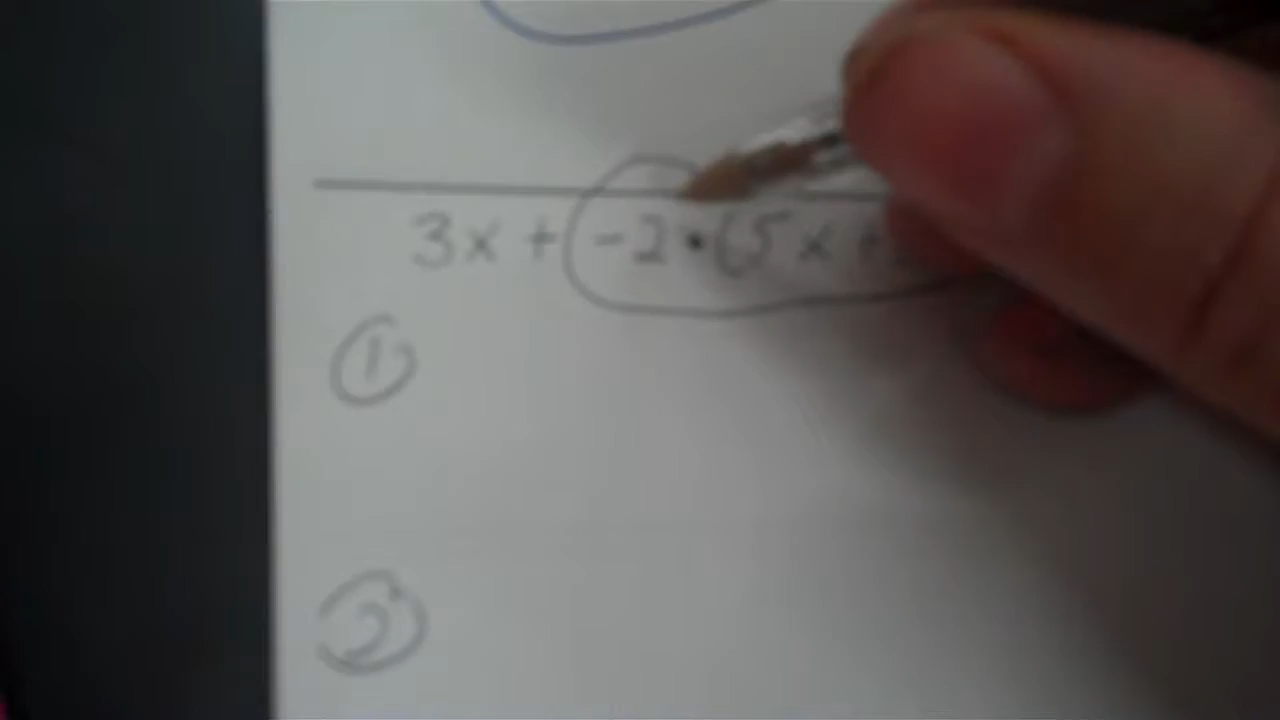 3x + -2 • (5x +
1
2